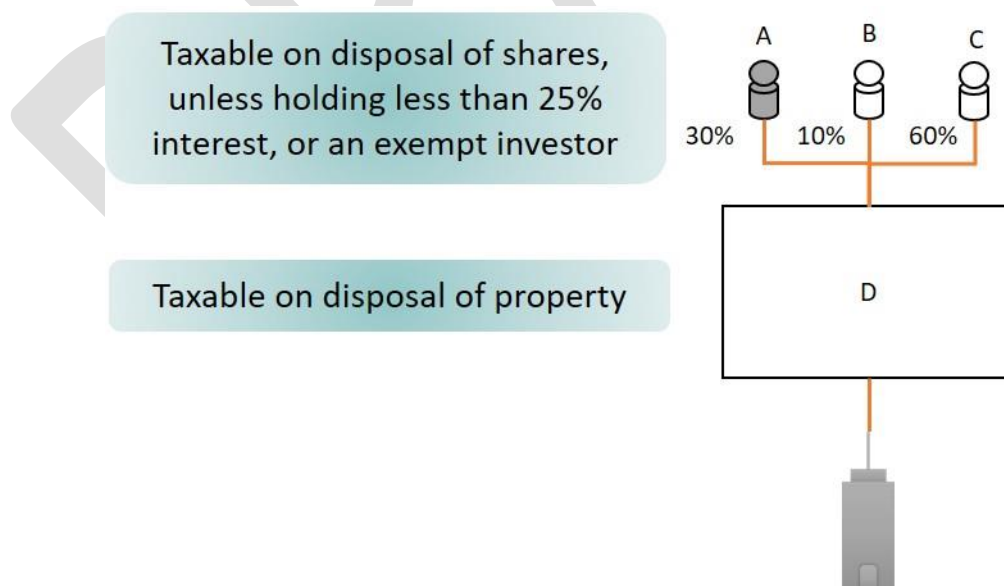 Taxable on disposal of shares,
unless holding less than 25%
interest, or an exempt investor
A
B
C
30%
10%
60%
Taxable on disposal of property
D